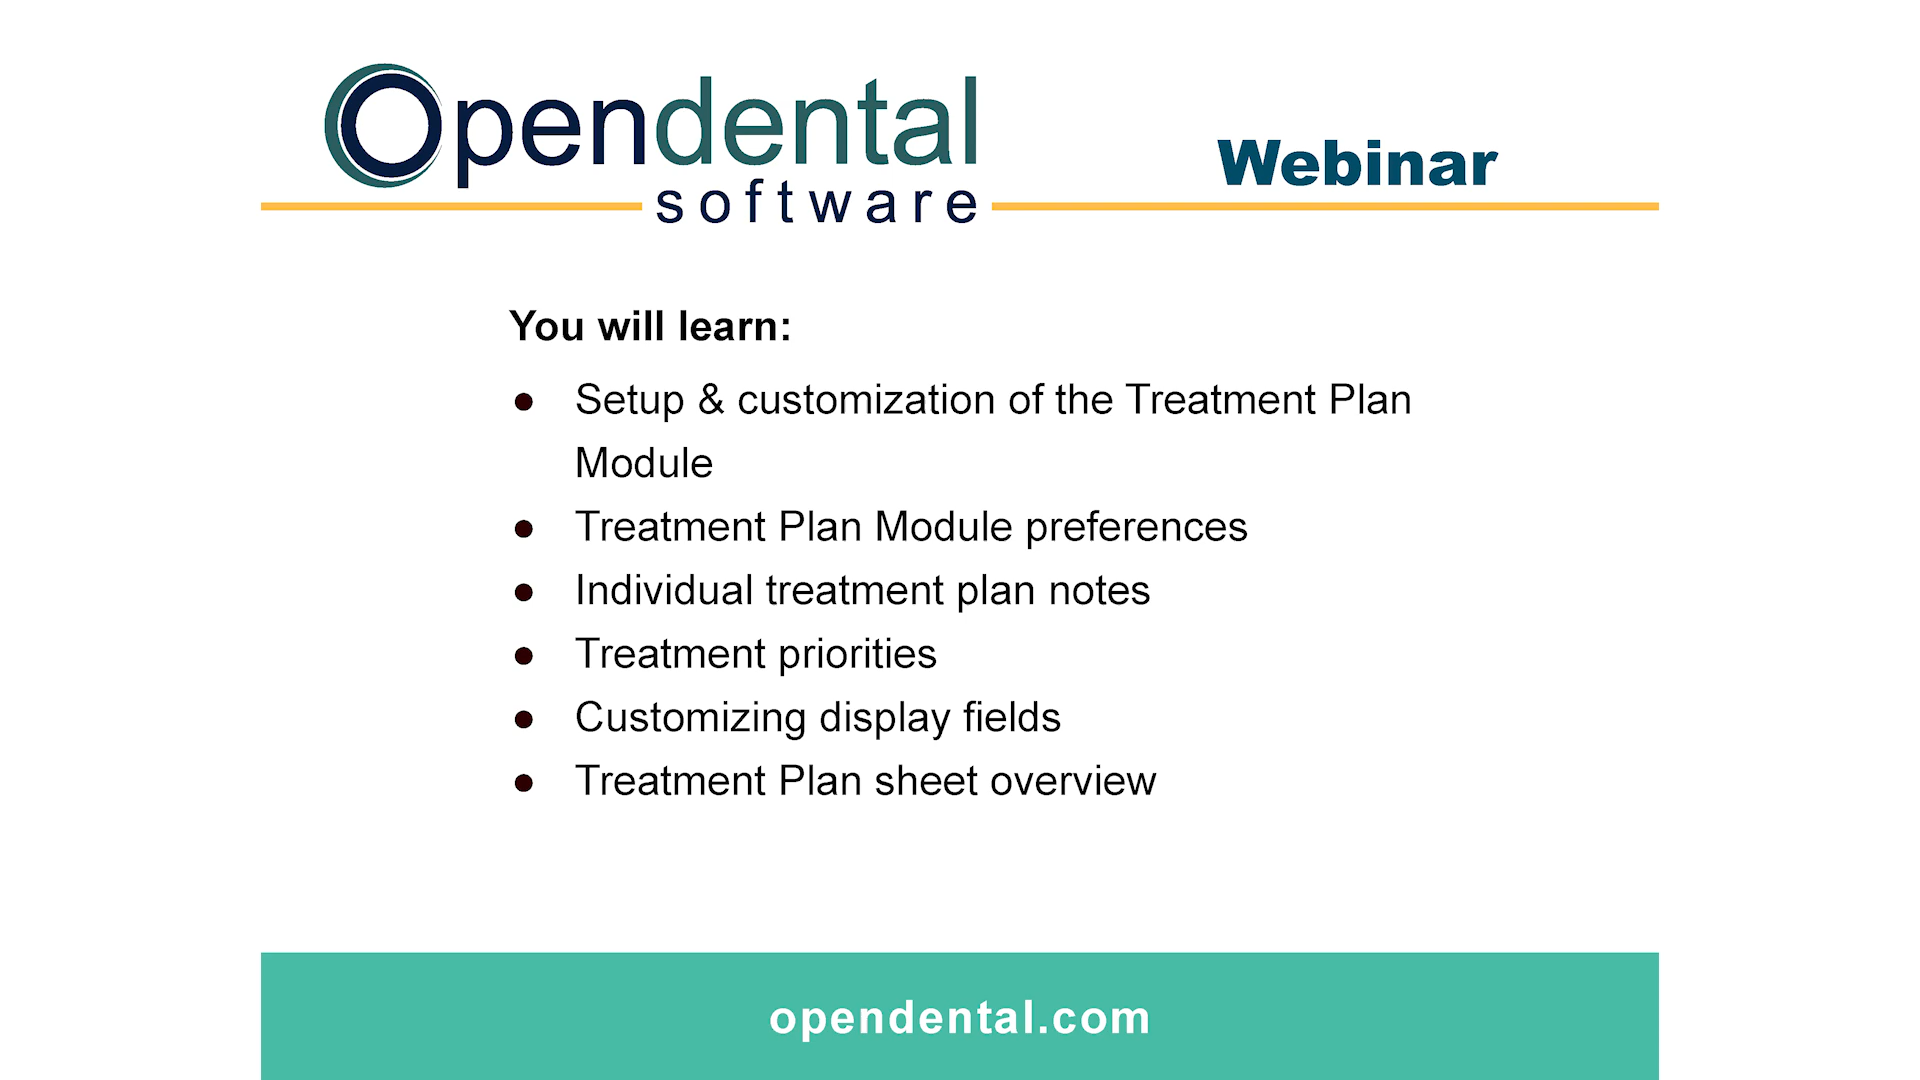 Opendental
software
Webinar
You will learn:
● Setup & customization of the Treatment Plan
Module
● Treatment Plan Module preferences
● Individual treatment plan notes
● Treatment priorities
● Customizing display fields
● Treatment Plan sheet overview
opendental.com